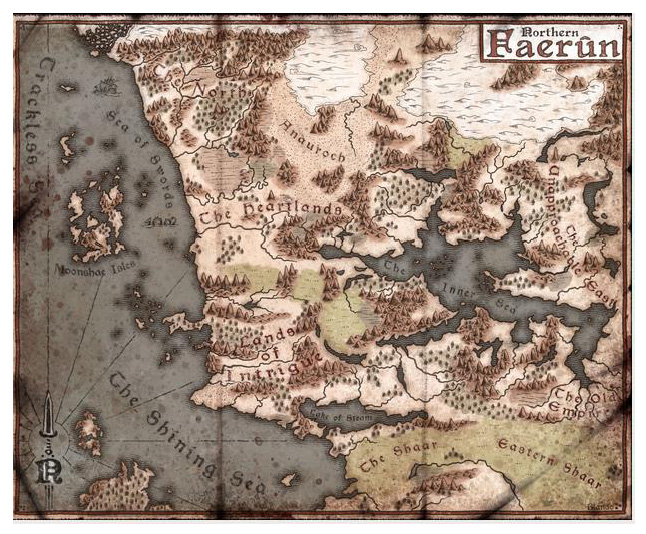 Northern
Faerûn
Trackless Sea
Sea of Swords
The North
Anauroch
The Heartlands
Moonshae Isles
The
Inner Sea
The Unapproachable East
Lands
of
Intrigue
The Old
Empires
The Shining Sea
Lake of Steam
The Shaar
Eastern Shaar
N